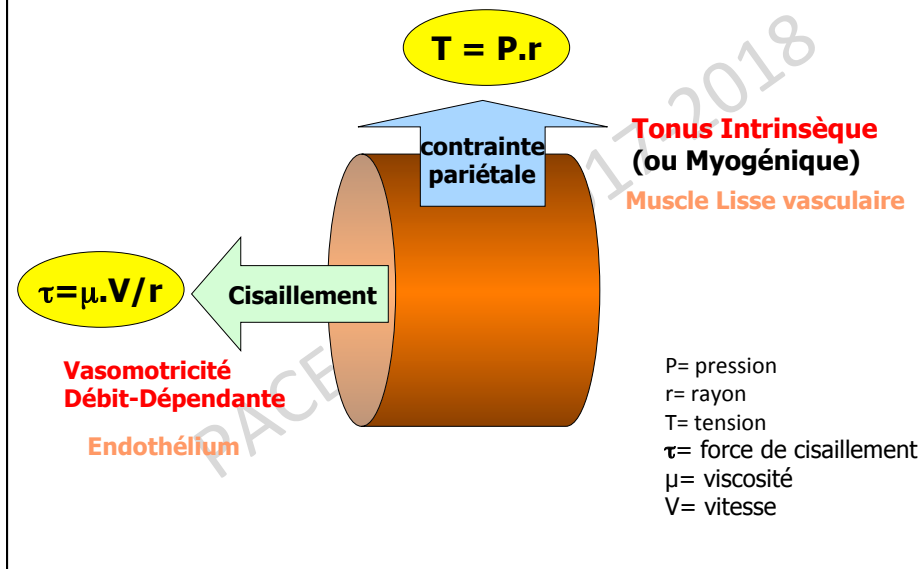 T = P.r
contrainte
pariétale
Tonus Intrinsèque
(ou Myogénique)
Muscle Lisse vasculaire
τ=μ.V/r
Cisaillement
Vasomotricité
Débit-Dépendante
Endothélium
P= pression
r= rayon
T= tension
τ= force de cisaillement
μ= viscosité
V= vitesse